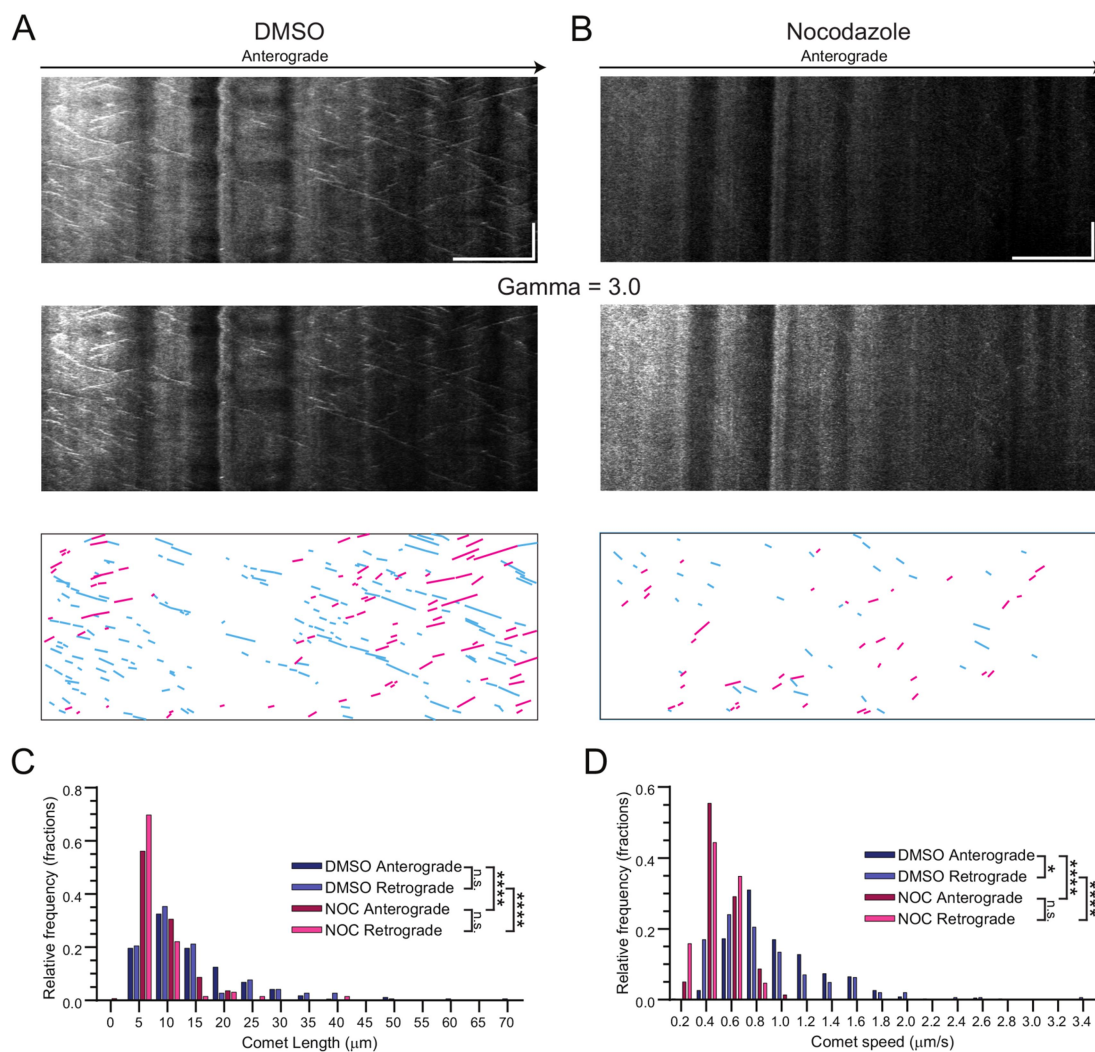 A
DMSO
Anterograde
B
Nocodazole
Anterograde
Gamma = 3.0
C
Relative frequency (fractions)
0.8
0.6
0.4
0.2
0.0
DMSO Anterograde
DMSO Retrograde
NOC Anterograde
NOC Retrograde
n.s
n.s
****
****
0 5 10 15 20 25 30 35 40 45 50 55 60 65 70
Comet Length (μm)
D
Relative frequency (fractions)
0.6
0.4
0.2
0.0
DMSO Anterograde
DMSO Retrograde
NOC Anterograde
NOC Retrograde
*
n.s
****
****
0.2 0.4 0.6 0.8 1.0 1.2 1.4 1.6 1.8 2.0 2.2 2.4 2.6 2.8 3.0 3.2 3.4
Comet speed (μm/s)